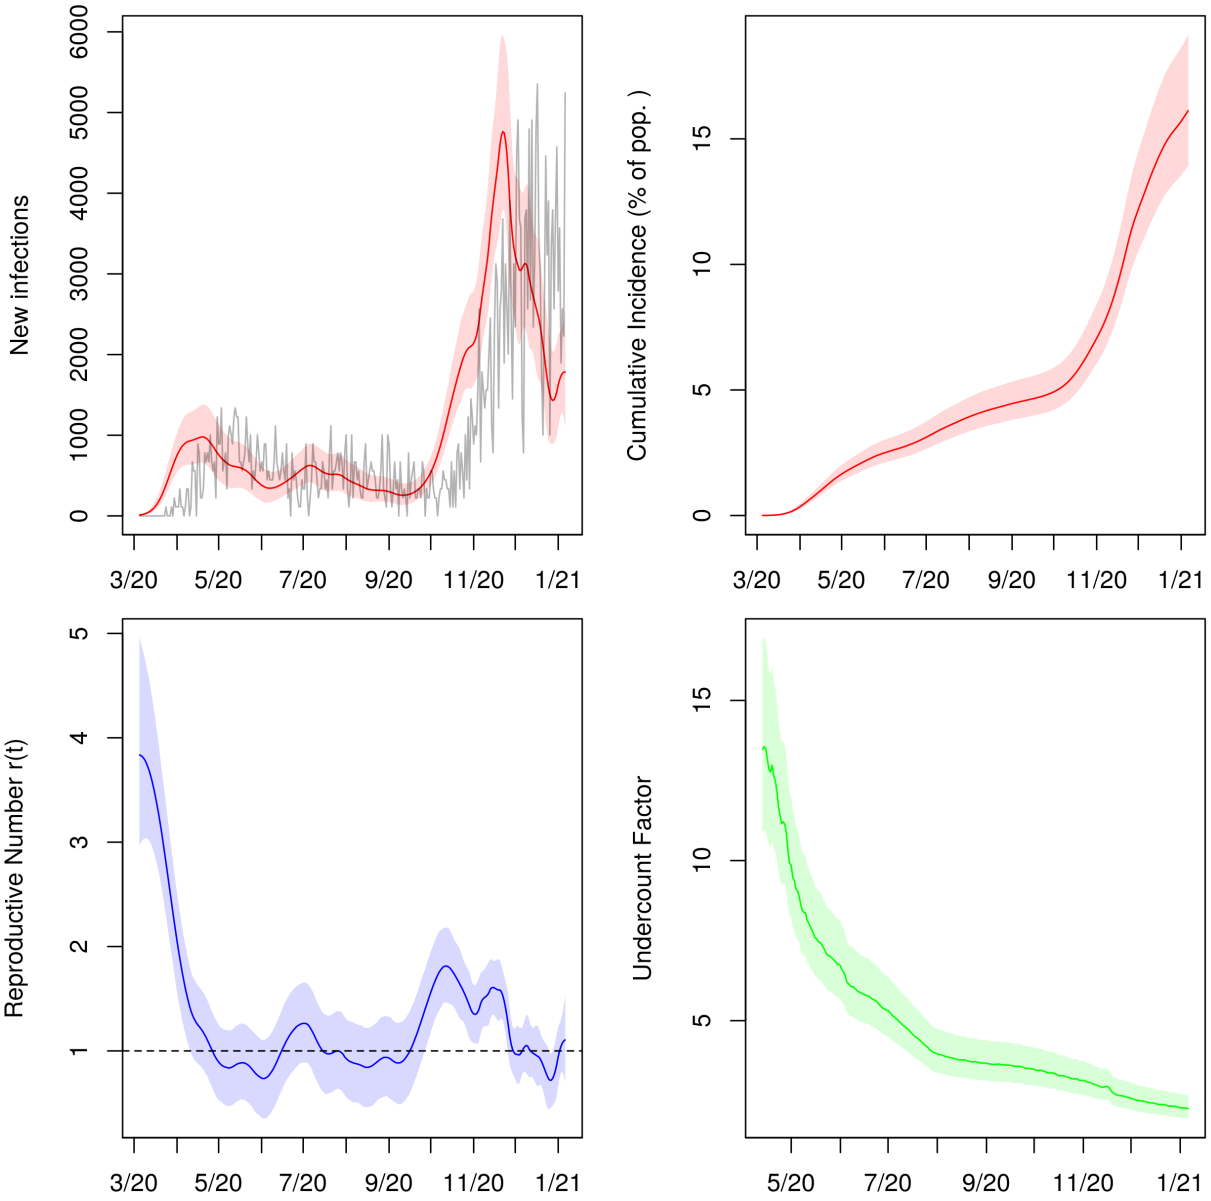 New infections
6000
5000
4000
3000
2000
1000
0
3/20 5/20 7/20 9/20 11/20 1/21
Cumulative Incidence (% of pop. )
15
10
5
0
3/20 5/20 7/20 9/20 11/20 1/21
Reproductive Number r(t)
5
4
3
2
1
3/20 5/20 7/20 9/20 11/20 1/21
Undercount Factor
15
10
5
5/20 7/20 9/20 11/20 1/21